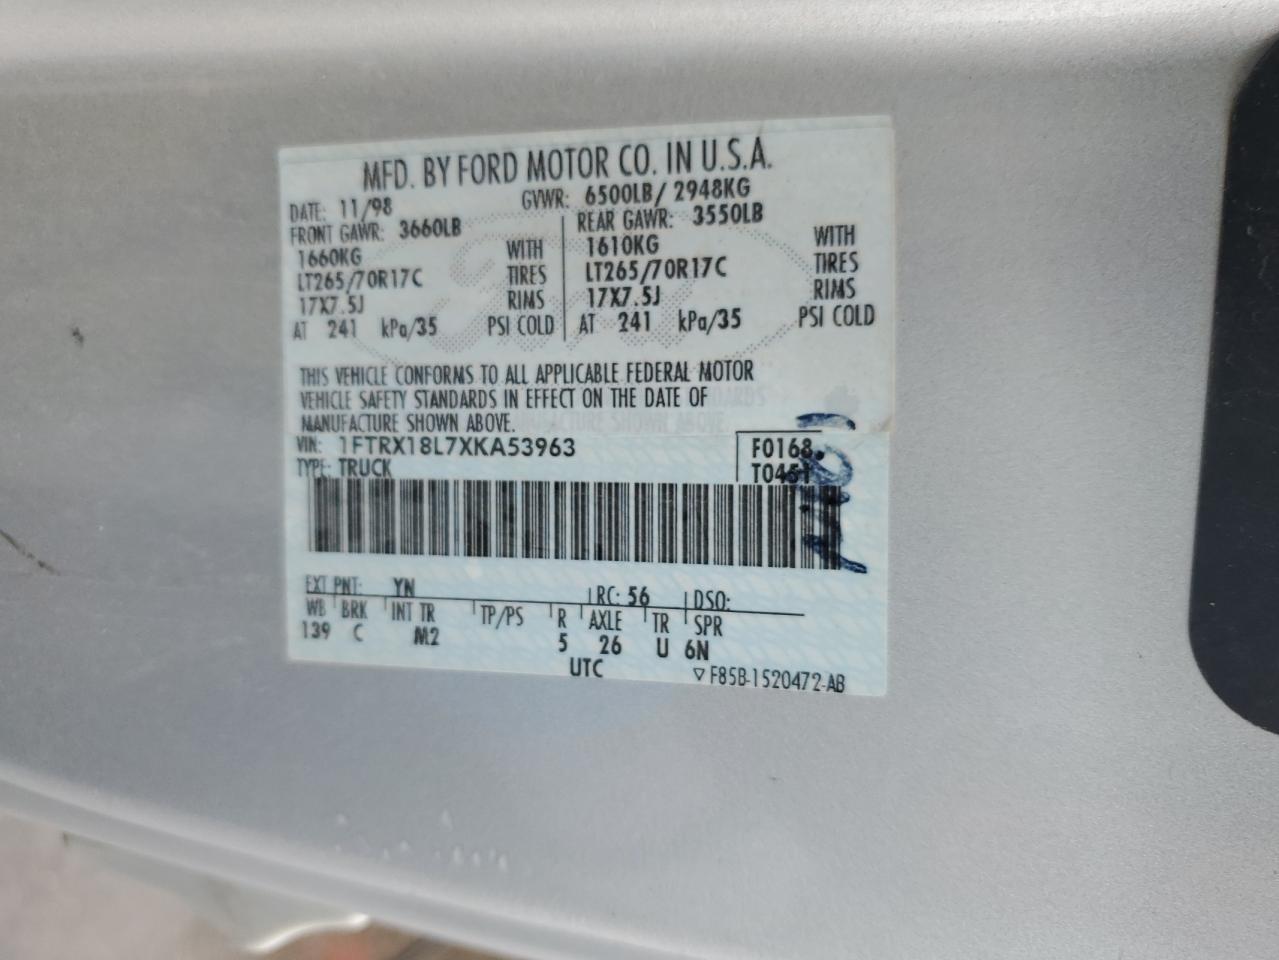 MFD. BY FORD MOTOR CO. IN U.S.A.
DATE: 11/98 GVWR: 6500LB/ 2948KG
FRONT GAWR: 3660LB REAR GAWR: 3550LB
1660KG WITH 1610KG WITH
LT265/70R17C TIRES LT265/70R17C TIRES
17X7.5J RIMS 17X7.5J RIMS
AT 241 kPa/35 PSI COLD AT 241 kPa/35 PSI COLD
THIS VEHICLE CONFORMS TO ALL APPLICABLE FEDERAL MOTOR
VEHICLE SAFETY STANDARDS IN EFFECT ON THE DATE OF
MANUFACTURE SHOWN ABOVE.
VIN: 1FTRX18L7XKA53963 F0168
TYPE: TRUCK T0451
EXT PNT: YN RC: 56 DSO:
WB BRK INT TR TP/PS R AXLE TR SPR
139 C M2 5 26 U 6N
UTC ▽ F85B-1520472-AB